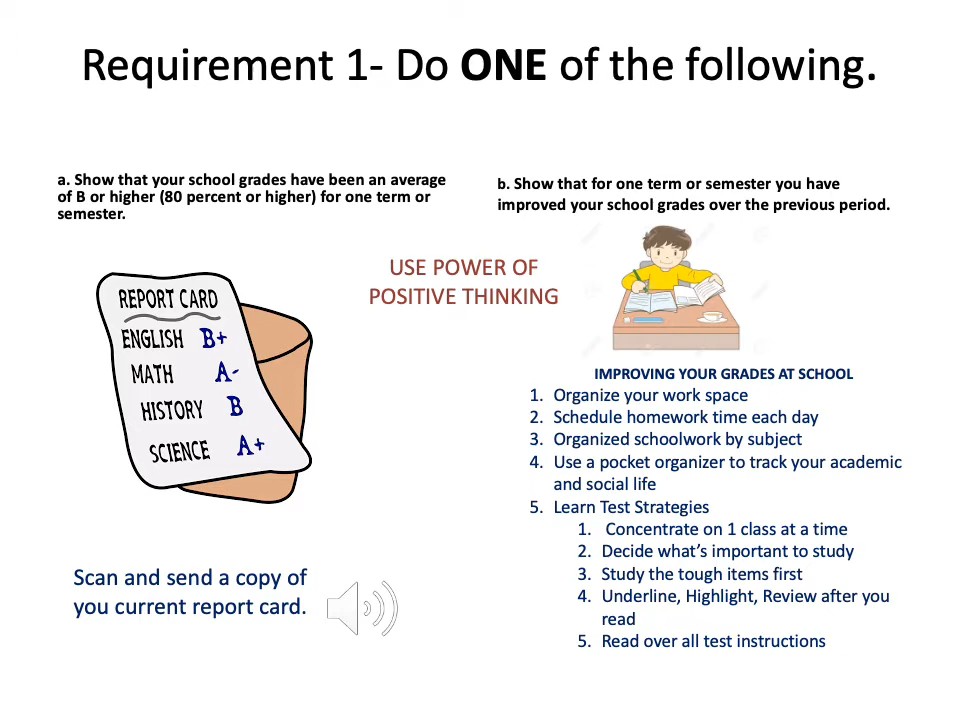 Requirement 1- Do ONE of the following.
a. Show that your school grades have been an average
of B or higher (80 percent or higher) for one term or
semester.
b. Show that for one term or semester you have
improved your school grades over the previous period.
USE POWER OF
POSITIVE THINKING
REPORT CARD
ENGLISH B+
MATH A-
HISTORY B
SCIENCE A+
Scan and send a copy of
you current report card.
IMPROVING YOUR GRADES AT SCHOOL
1. Organize your work space
2. Schedule homework time each day
3. Organized schoolwork by subject
4. Use a pocket organizer to track your academic
and social life
5. Learn Test Strategies
1. Concentrate on 1 class at a time
2. Decide what’s important to study
3. Study the tough items first
4. Underline, Highlight, Review after you
read
5. Read over all test instructions